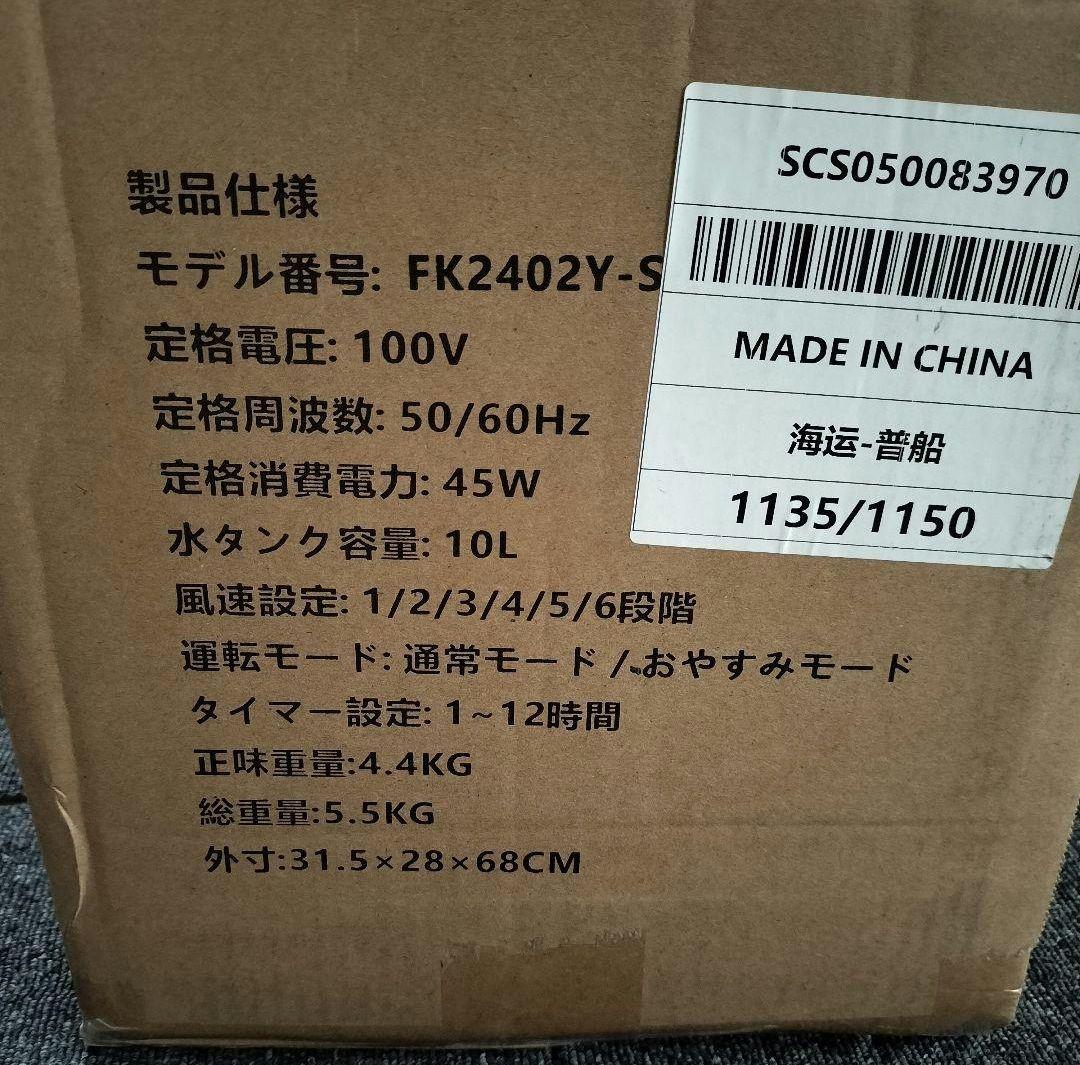 製品仕様
モデル番号: FK2402Y-S
定格電圧: 100V
定格周波数: 50/60Hz
定格消費電力: 45W
水タンク容量: 10L
風速設定: 1/2/3/4/5/6段階
運転モード: 通常モード /おやすみモード
タイマー設定: 1~12時間
正味重量:4.4KG
総重量:5.5KG
外寸:31.5×28×68CM
SCS050083970
MADE IN CHINA
海运-普船
1135/1150